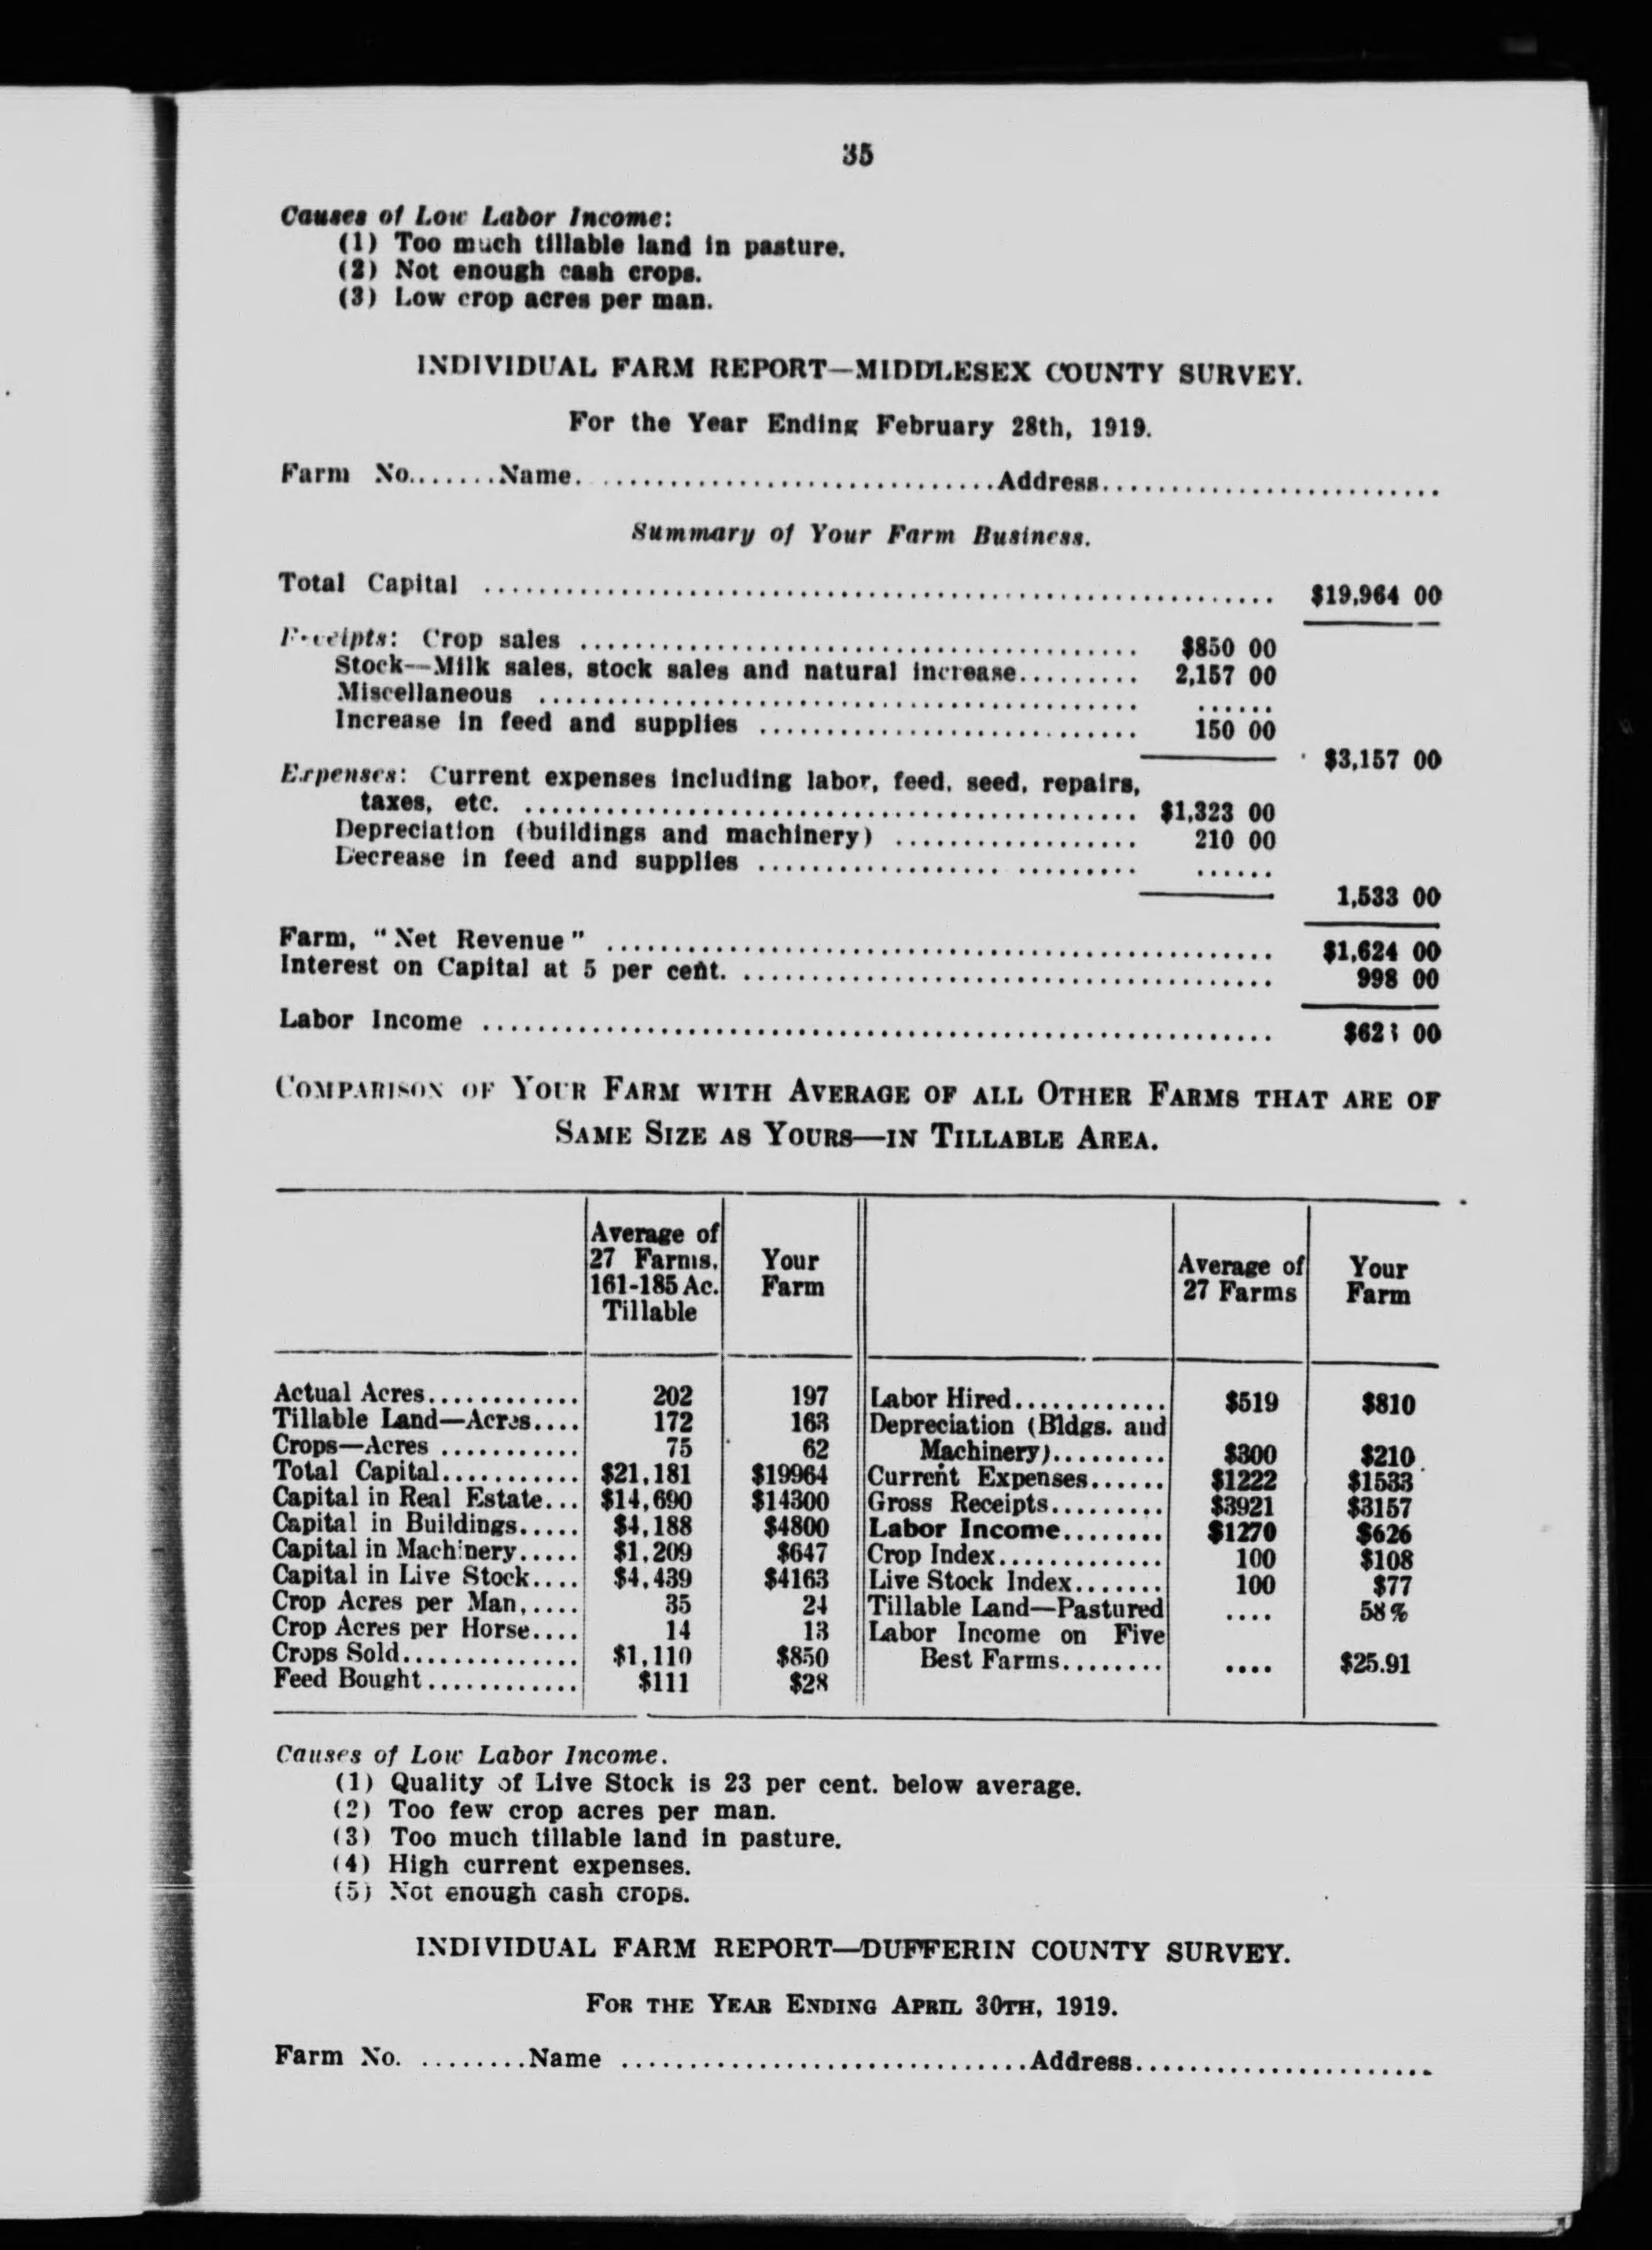 35
Causes of Low Labor Income:
(1) Too much tillable land in pasture.
(2) Not enough cash crops.
(3) Low crop acres per man.
INDIVIDUAL FARM REPORT—MIDDLESEX COUNTY SURVEY.
For the Year Ending February 28th, 1919.
Farm No.......Name...............................Address.........................
Summary of Your Farm Business.
Total Capital .......................................................... $19,964 00
Receipts: Crop sales ......................................... $850 00
Stock—Milk sales, stock sales and natural increase......... 2,157 00
Miscellaneous ............................................ ......
Increase in feed and supplies ............................ 150 00
$3,157 00
Expenses: Current expenses including labor, feed, seed, repairs,
taxes, etc. ............................................. $1,323 00
Depreciation (buildings and machinery) .................. 210 00
Decrease in feed and supplies ........................... ......
1,533 00
Farm, "Net Revenue" ................................................. $1,624 00
Interest on Capital at 5 per cent. ....................................... 998 00
Labor Income .......................................................... 00
COMPARISON OF YOUR FARM WITH AVERAGE OF ALL OTHER FARMS THAT ARE OF
SAME SIZE AS YOURS—IN TILLABLE AREA.
Average of
27 Farms,
161-185 Ac.
Tillable
Your
Farm
Average of
27 Farms
Your
Farm
Actual Acres............ 202 197
Tillable Land—Acres.... 172 163
Crops—Acres ........... 75 62
Total Capital........... $21,181 $19964
Capital in Real Estate... $14,690 $14300
Capital in Buildings..... $4,188 $4800
Capital in Machinery..... $1,209 $647
Capital in Live Stock.... $4,439 $4163
Crop Acres per Man...... 35 24
Crop Acres per Horse.... 14 13
Crops Sold.............. $1,110 $850
Feed Bought............ $111 $28
Labor Hired............ $519 $810
Depreciation (Bldgs. and
Machinery)......... $300 $210
Current Expenses...... $1222 $1533
Gross Receipts......... $3921 $3157
Labor Income........ $1270 $626
Crop Index............. 100 $108
Live Stock Index....... 100 $77
Tillable Land—Pastured .... 58%
Labor Income on Five
Best Farms........ .... $25.91
Causes of Low Labor Income.
(1) Quality of Live Stock is 23 per cent. below average.
(2) Too few crop acres per man.
(3) Too much tillable land in pasture.
(4) High current expenses.
(5) Not enough cash crops.
INDIVIDUAL FARM REPORT—DUFFERIN COUNTY SURVEY.
FOR THE YEAR ENDING APRIL 30TH, 1919.
Farm No. ........Name ..............................Address......................